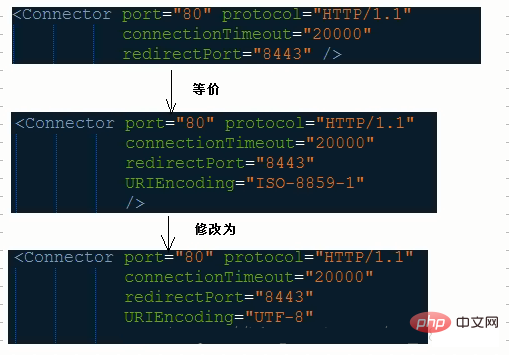 <Connector port="80" protocol="HTTP/1.1"
connectionTimeout="20000"
redirectPort="8443" />
等价
<Connector port="80" protocol="HTTP/1.1"
connectionTimeout="20000"
redirectPort="8443"
URIEncoding="ISO-8859-1"
/>
修改为
<Connector port="80" protocol="HTTP/1.1"
connectionTimeout="20000"
redirectPort="8443"
URIEncoding="UTF-8"
php 中文网